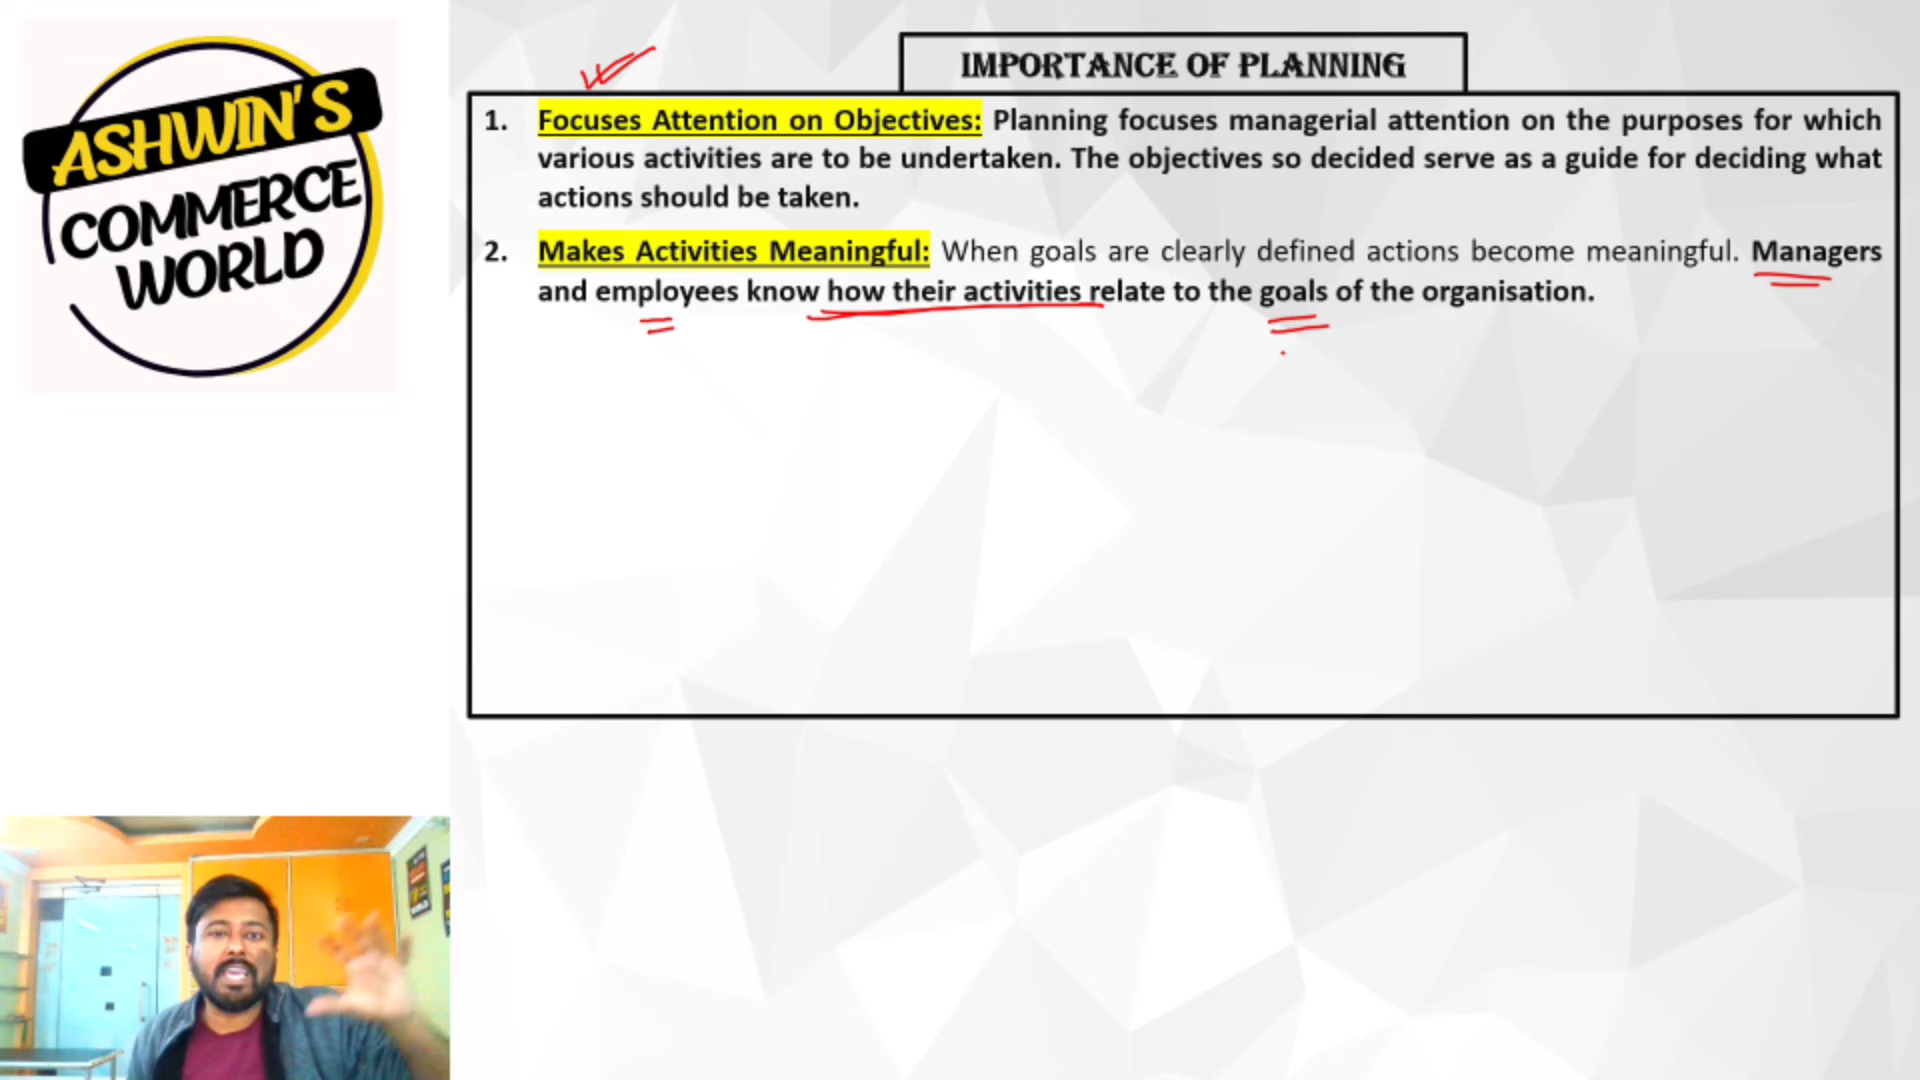 ASHWIN'S
COMMERCE
WORLD
IMPORTANCE OF PLANNING
1. Focuses Attention on Objectives: Planning focuses managerial attention on the purposes for which
various activities are to be undertaken. The objectives so decided serve as a guide for deciding what
actions should be taken.
2. Makes Activities Meaningful: When goals are clearly defined actions become meaningful. Managers
and employees know how their activities relate to the goals of the organisation.